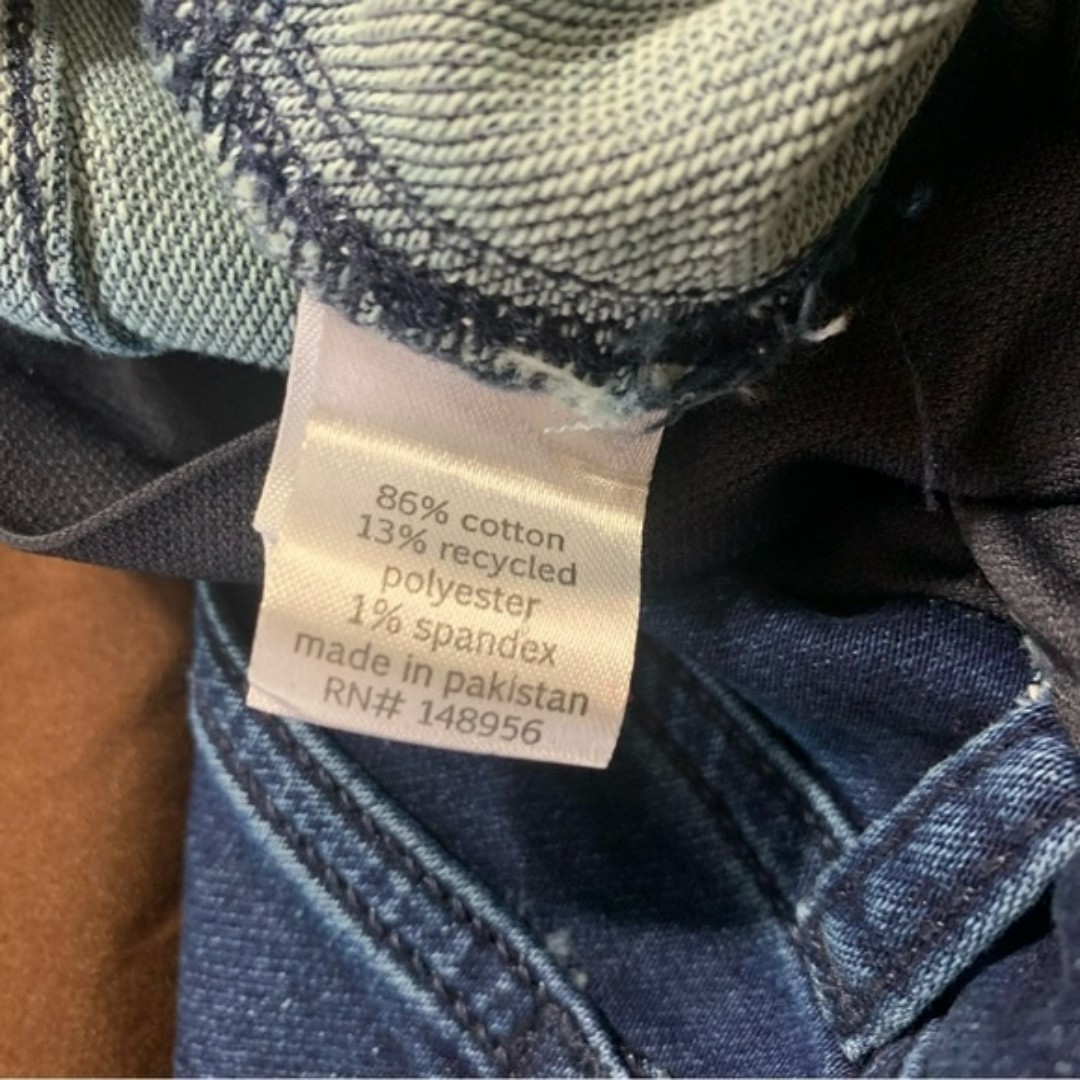 86% cotton
13% recycled
polyester
1% spandex
made in pakistan
RN# 148956